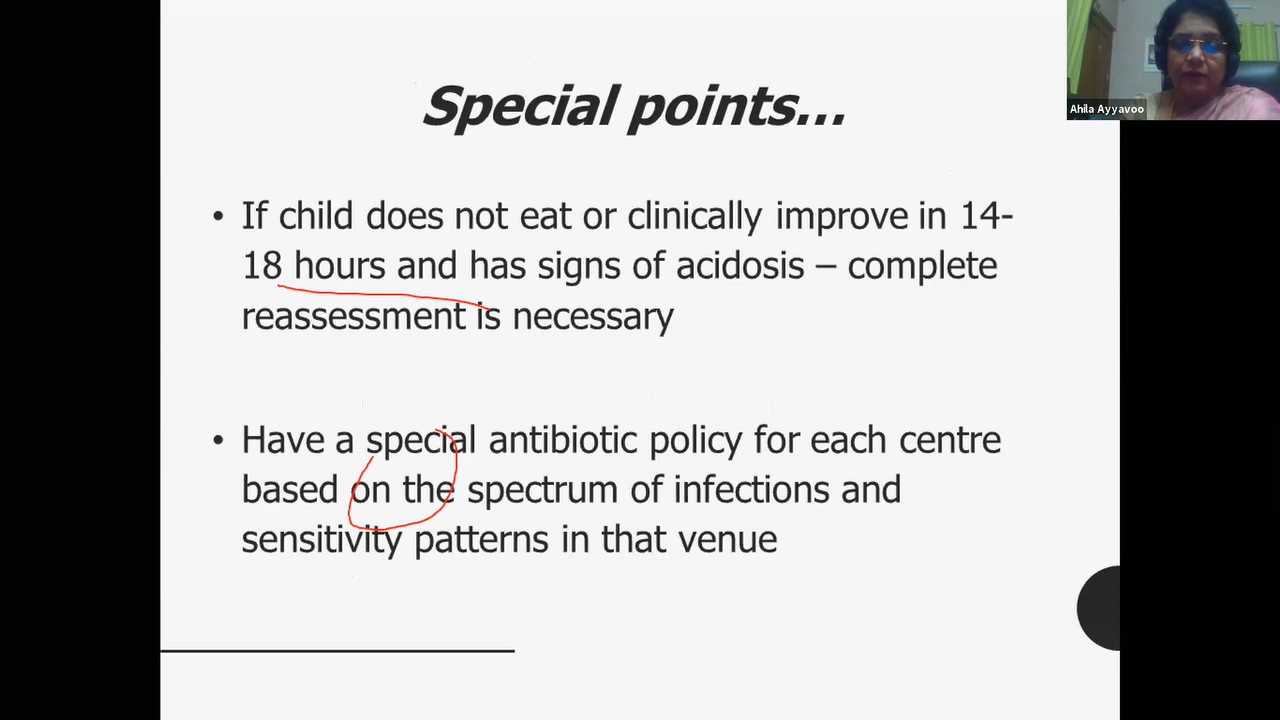 Special points...
Ahila Ayyavoo
• If child does not eat or clinically improve in 14-
18 hours and has signs of acidosis – complete
reassessment is necessary
• Have a special antibiotic policy for each centre
based on the spectrum of infections and
sensitivity patterns in that venue